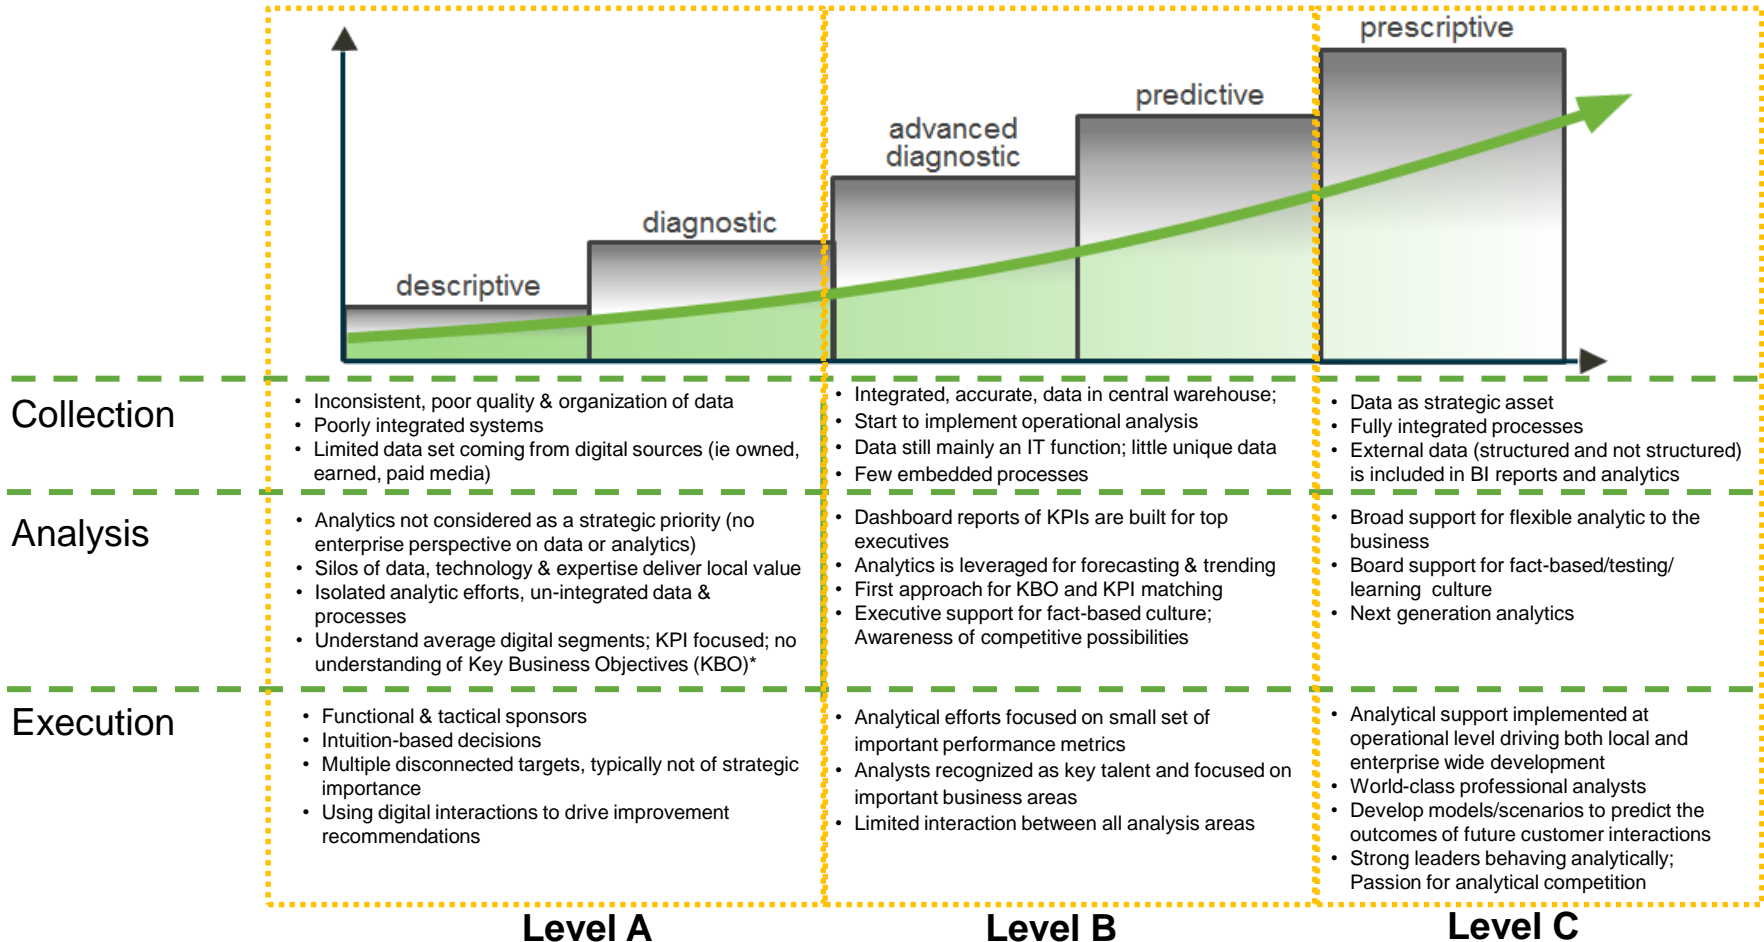 prescriptive
predictive
advanced
diagnostic
diagnostic
descriptive
Collection
• Inconsistent, poor quality & organization of data
• Poorly integrated systems
• Limited data set coming from digital sources (ie owned,
earned, paid media)
• Integrated, accurate, data in central warehouse;
• Start to implement operational analysis
• Data still mainly an IT function; little unique data
• Few embedded processes
• Data as strategic asset
• Fully integrated processes
• External data (structured and not structured)
is included in BI reports and analytics
Analysis
• Analytics not considered as a strategic priority (no
enterprise perspective on data or analytics)
• Silos of data, technology & expertise deliver local value
• Isolated analytic efforts, un-integrated data &
processes
• Understand average digital segments; KPI focused; no
understanding of Key Business Objectives (KBO)*
• Dashboard reports of KPIs are built for top
executives
• Analytics is leveraged for forecasting & trending
• First approach for KBO and KPI matching
• Executive support for fact-based culture;
Awareness of competitive possibilities
• Broad support for flexible analytic to the
business
• Board support for fact-based/testing/
learning culture
• Next generation analytics
Execution
• Functional & tactical sponsors
• Intuition-based decisions
• Multiple disconnected targets, typically not of strategic
importance
• Using digital interactions to drive improvement
recommendations
• Analytical efforts focused on small set of
important performance metrics
• Analysts recognized as key talent and focused on
important business areas
• Limited interaction between all analysis areas
• Analytical support implemented at
operational level driving both local and
enterprise wide development
• World-class professional analysts
• Develop models/scenarios to predict the
outcomes of future customer interactions
• Strong leaders behaving analytically;
Passion for analytical competition
Level A
Level B
Level C